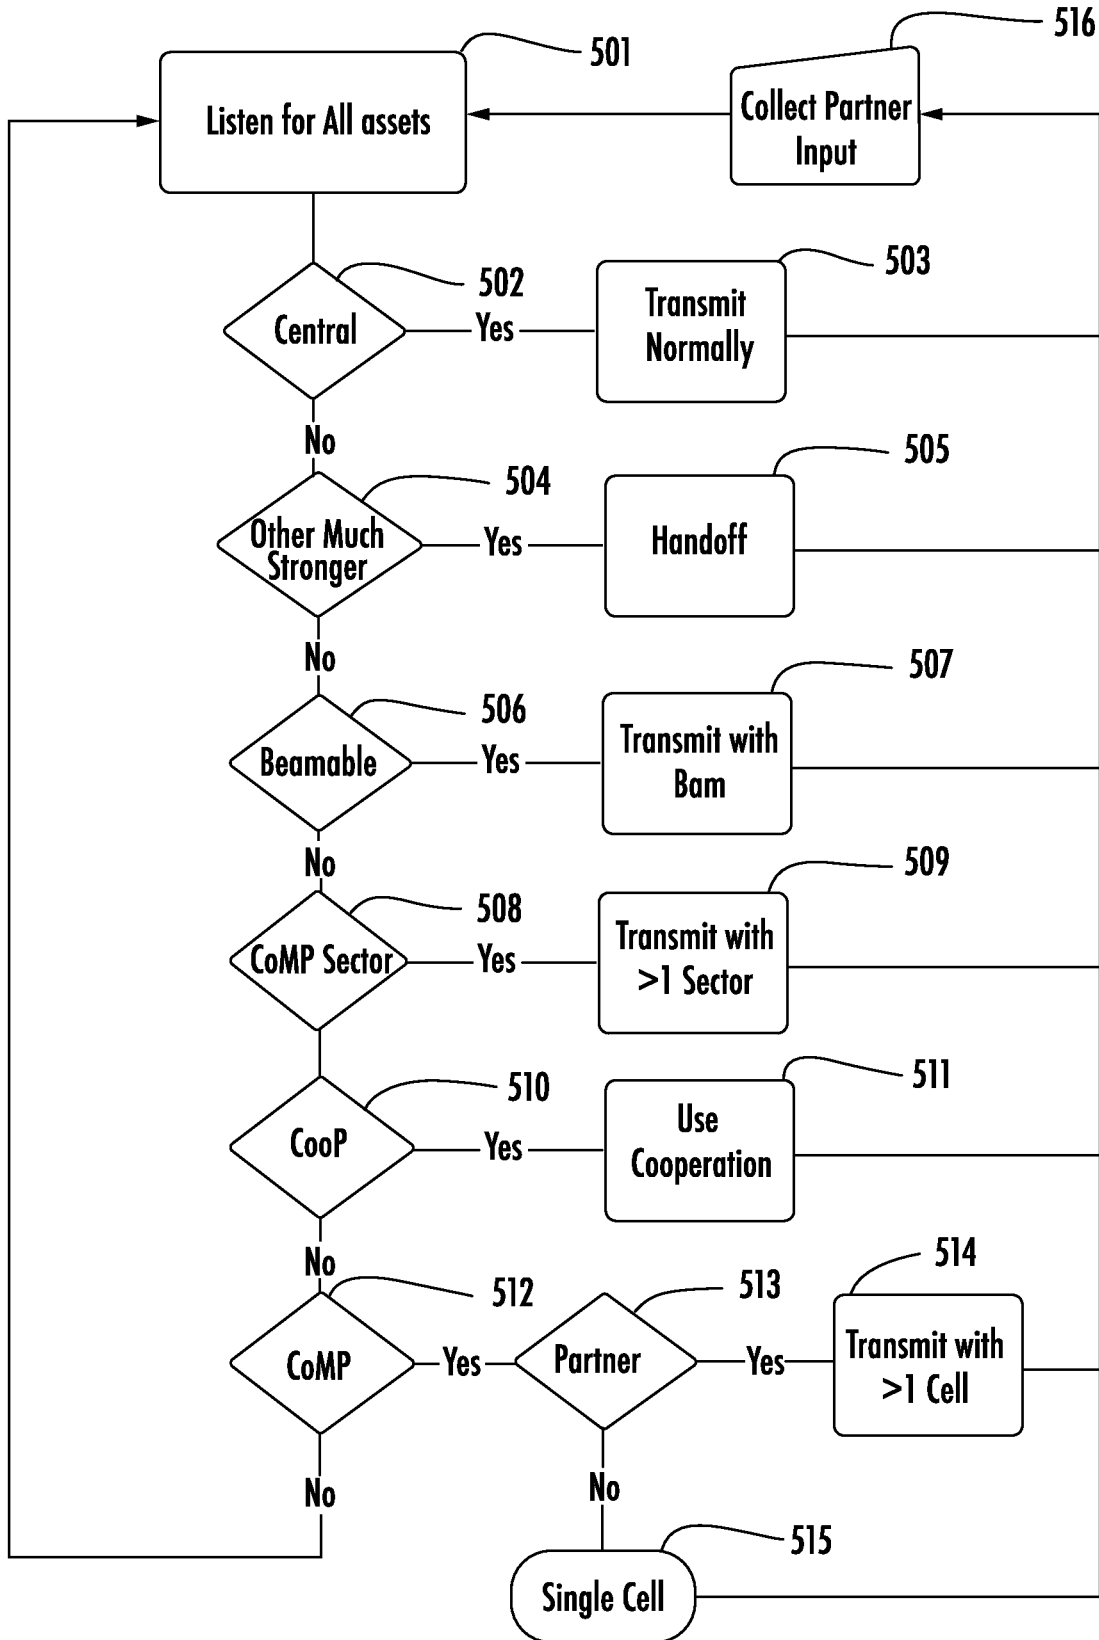 516
501
Listen for All assets
Collect Partner
Input
502
503
Central
Yes
Transmit
Normally
No
504
505
Other Much
Stronger
Yes
Handoff
No
506
507
Beamable
Yes
Transmit with
Bam
No
508
509
CoMP Sector
Yes
Transmit with
>1 Sector
510
511
CooP
Yes
Use
Cooperation
No
512
513
514
CoMP
Yes
Partner
Yes
Transmit with
>1 Cell
No
No
515
Single Cell